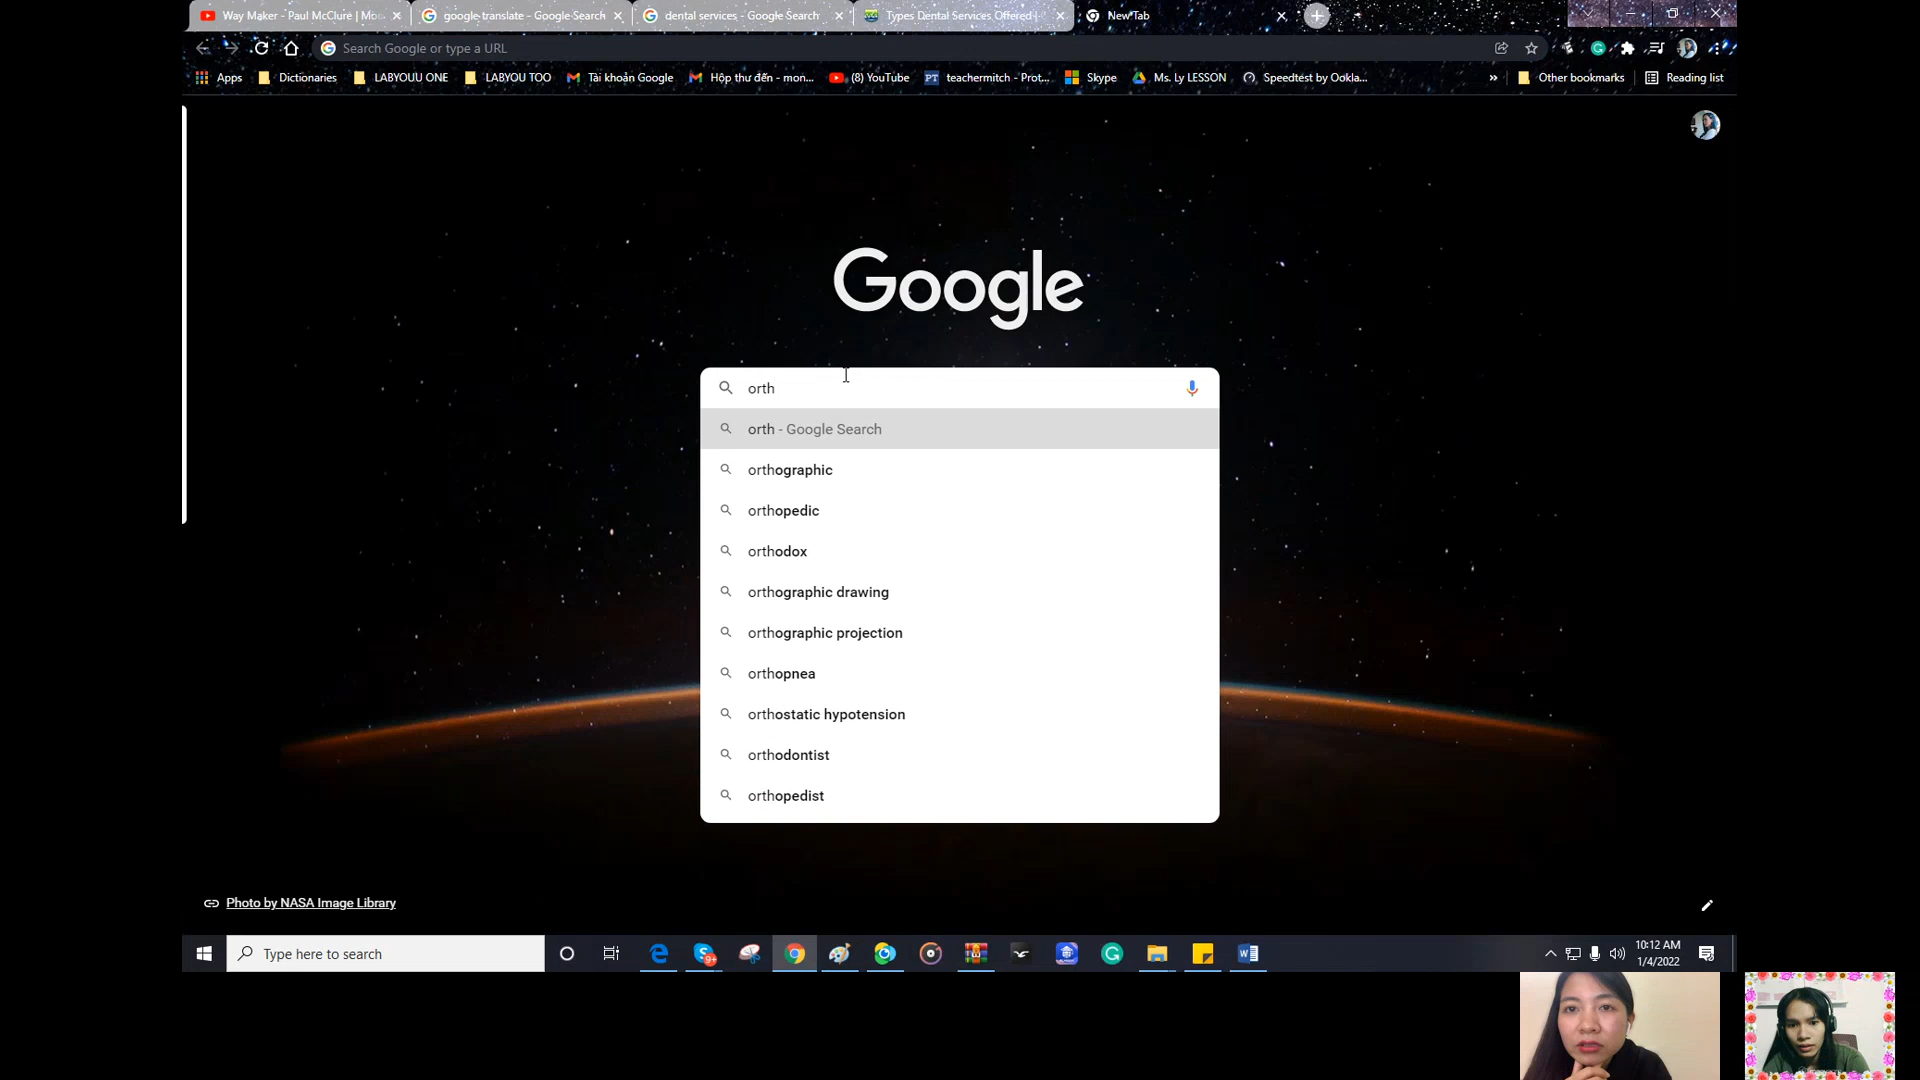 Way Maker - Paul McClure | Mor
google translate - Google Search
dental services - Google Search
Types Dental Services Offered |
New Tab
Search Google or type a URL
Apps
Dictionaries
LABYOUU ONE
LABYOU TOO
Tài khoản Google
Hộp thư đến - mon...
(8) YouTube
teachermitch - Prot...
Skype
Ms. Ly LESSON
Speedtest by Ookla...
»
Other bookmarks
Reading list
Google
orth
orth - Google Search
orthographic
orthopedic
orthodox
orthographic drawing
orthographic projection
orthopnea
orthostatic hypotension
orthodontist
orthopedist
Photo by NASA Image Library
Type here to search
10:12 AM
1/4/2022